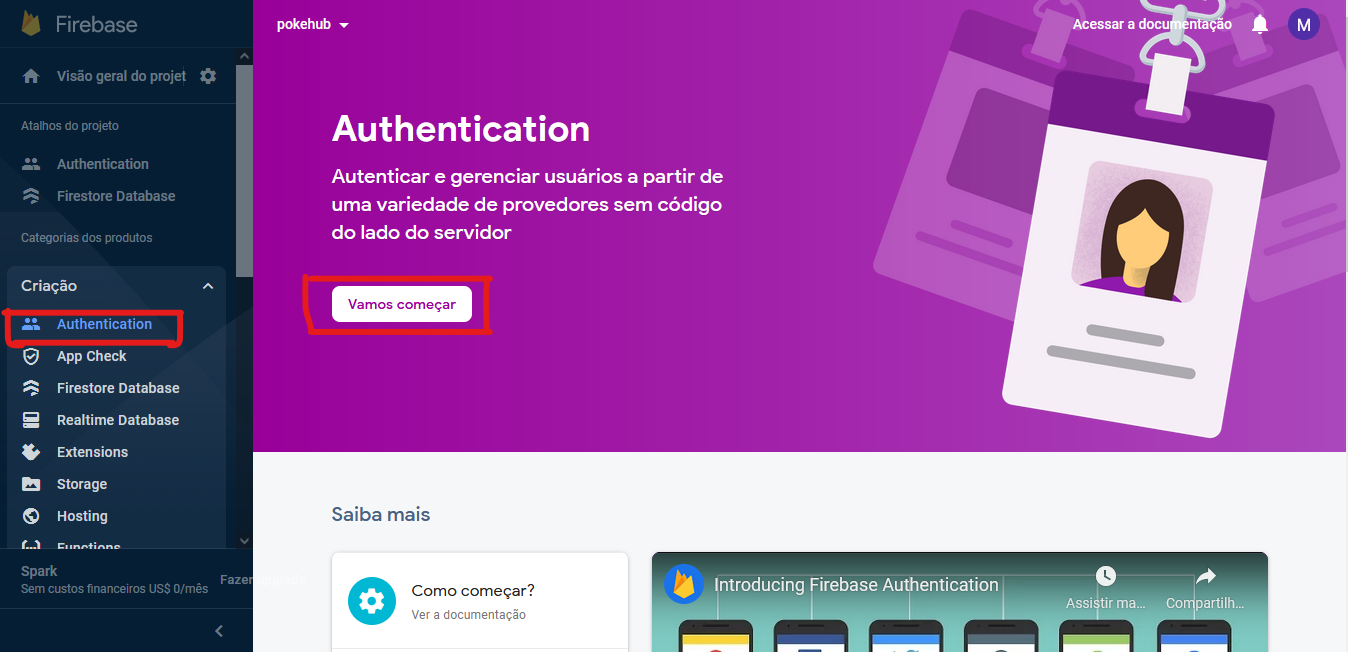 Firebase
Visão geral do projet
Atalhos do projeto
Authentication
Firestore Database
Categorias dos produtos
Criação
Authentication
App Check
Firestore Database
Realtime Database
Extensions
Storage
Hosting
Functions
Spark
Sem custos financeiros US$ 0/mês
Fazer
pokehub
Acessar a documentação
M
Authentication
Autenticar e gerenciar usuários a partir de
uma variedade de provedores sem código
do lado do servidor
Vamos começar
Saiba mais
Como começar?
Ver a documentação
Introducing Firebase Authentication
Assistir ma...
Compartilh...